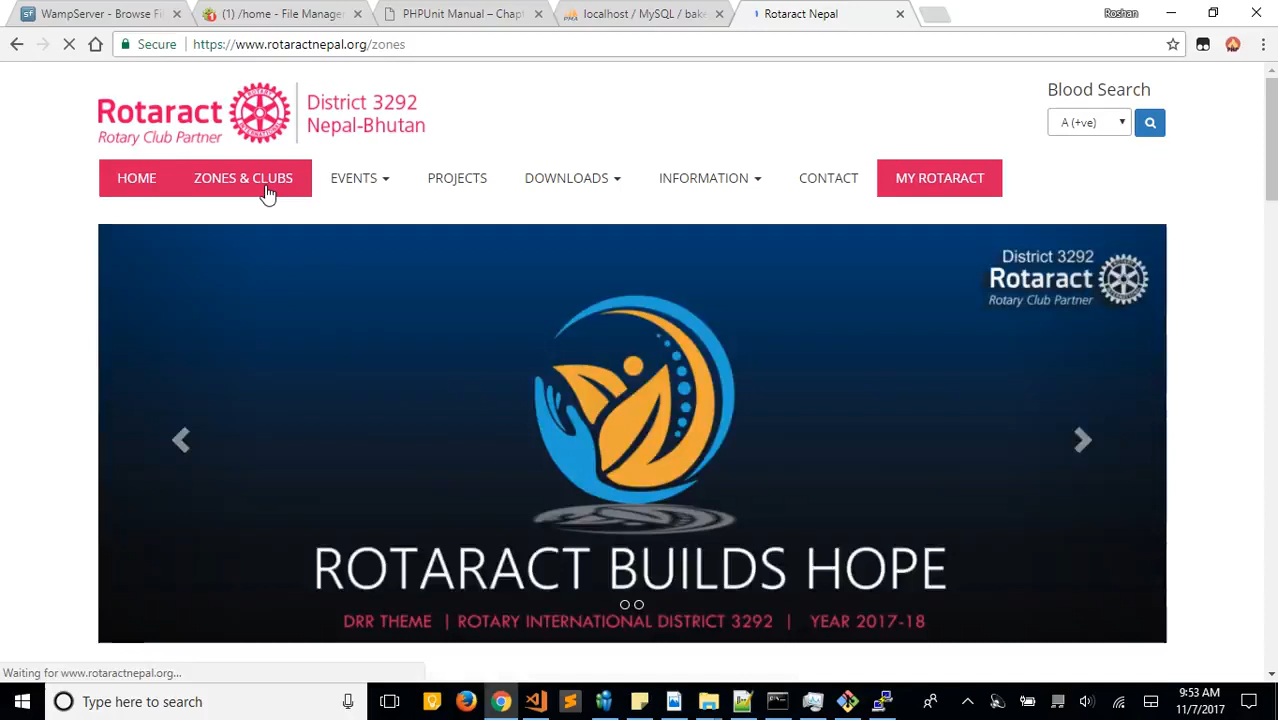 WampServer - Browse Fi
(1) /home - File Manager
PHPUnit Manual – Chap
localhost / MySQL / bake
Rotaract Nepal
Roshan
Secure
https://www.rotaractnepal.org/zones
Rotaract
Rotary Club Partner
District 3292
Nepal-Bhutan
Blood Search
A (+ve)
HOME
ZONES & CLUBS
EVENTS
PROJECTS
DOWNLOADS
INFORMATION
CONTACT
MY ROTARACT
District 3292
Rotaract
Rotary Club Partner
ROTARACT BUILDS HOPE
DRR THEME | ROTARY INTERNATIONAL DISTRICT 3292 | YEAR 2017-18
Waiting for www.rotaractnepal.org...
Type here to search
9:53 AM
11/7/2017